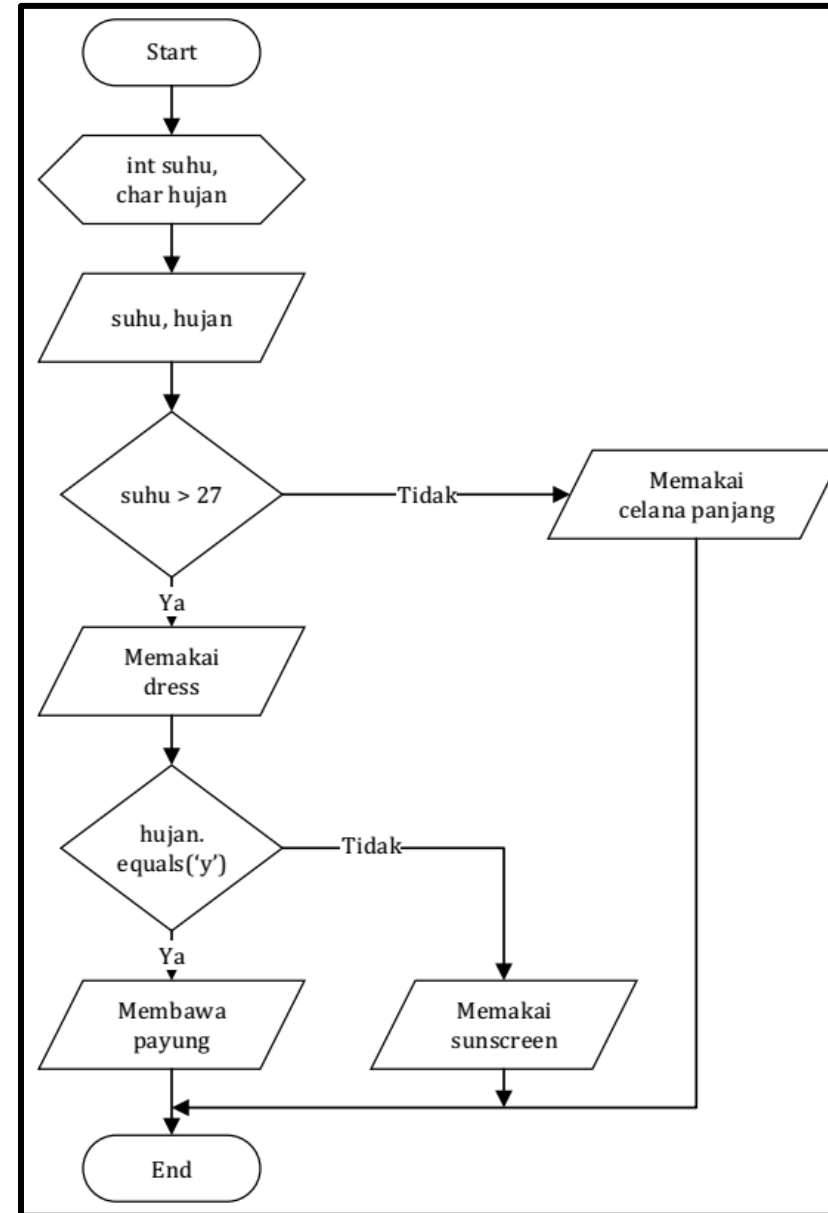 Start
int suhu,
char hujan
suhu, hujan
suhu > 27
Tidak
Memakai
celana panjang
Ya
Memakai
dress
hujan.
equals(‘y’)
Tidak
Ya
Membawa
payung
Memakai
sunscreen
End